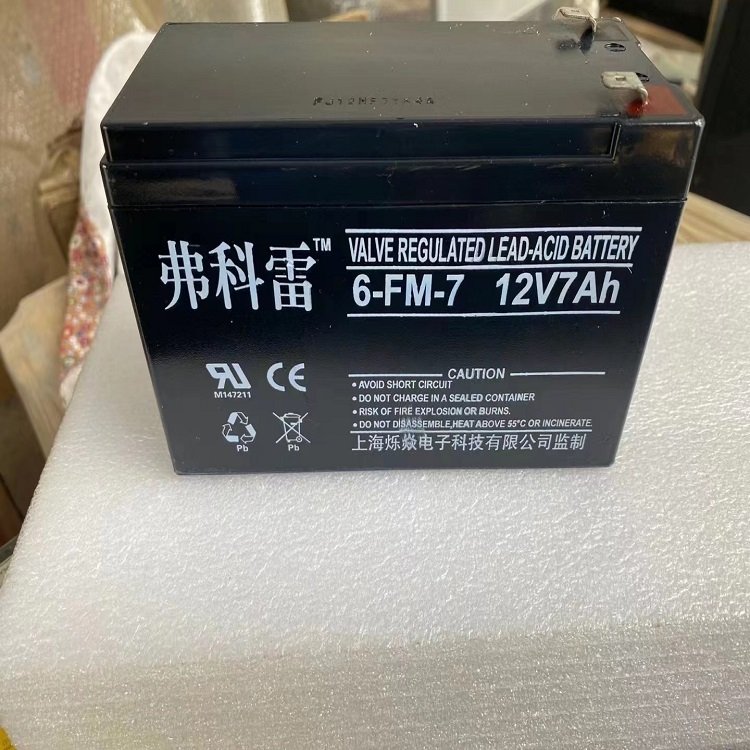 弗科雷™
VALVE REGULATED LEAD-ACID BATTERY
6-FM-7 12V7Ah
CAUTION
• AVOID SHORT CIRCUIT
• DO NOT CHARGE IN A SEALED CONTAINER
• RISK OF FIRE EXPLOSION OR BURNS.
• DO NOT DISASSEMBLE,HEAT ABOVE 55°C OR INCINERATE.
上海烁焱电子科技有限公司监制
CE
M147211
Pb Pb